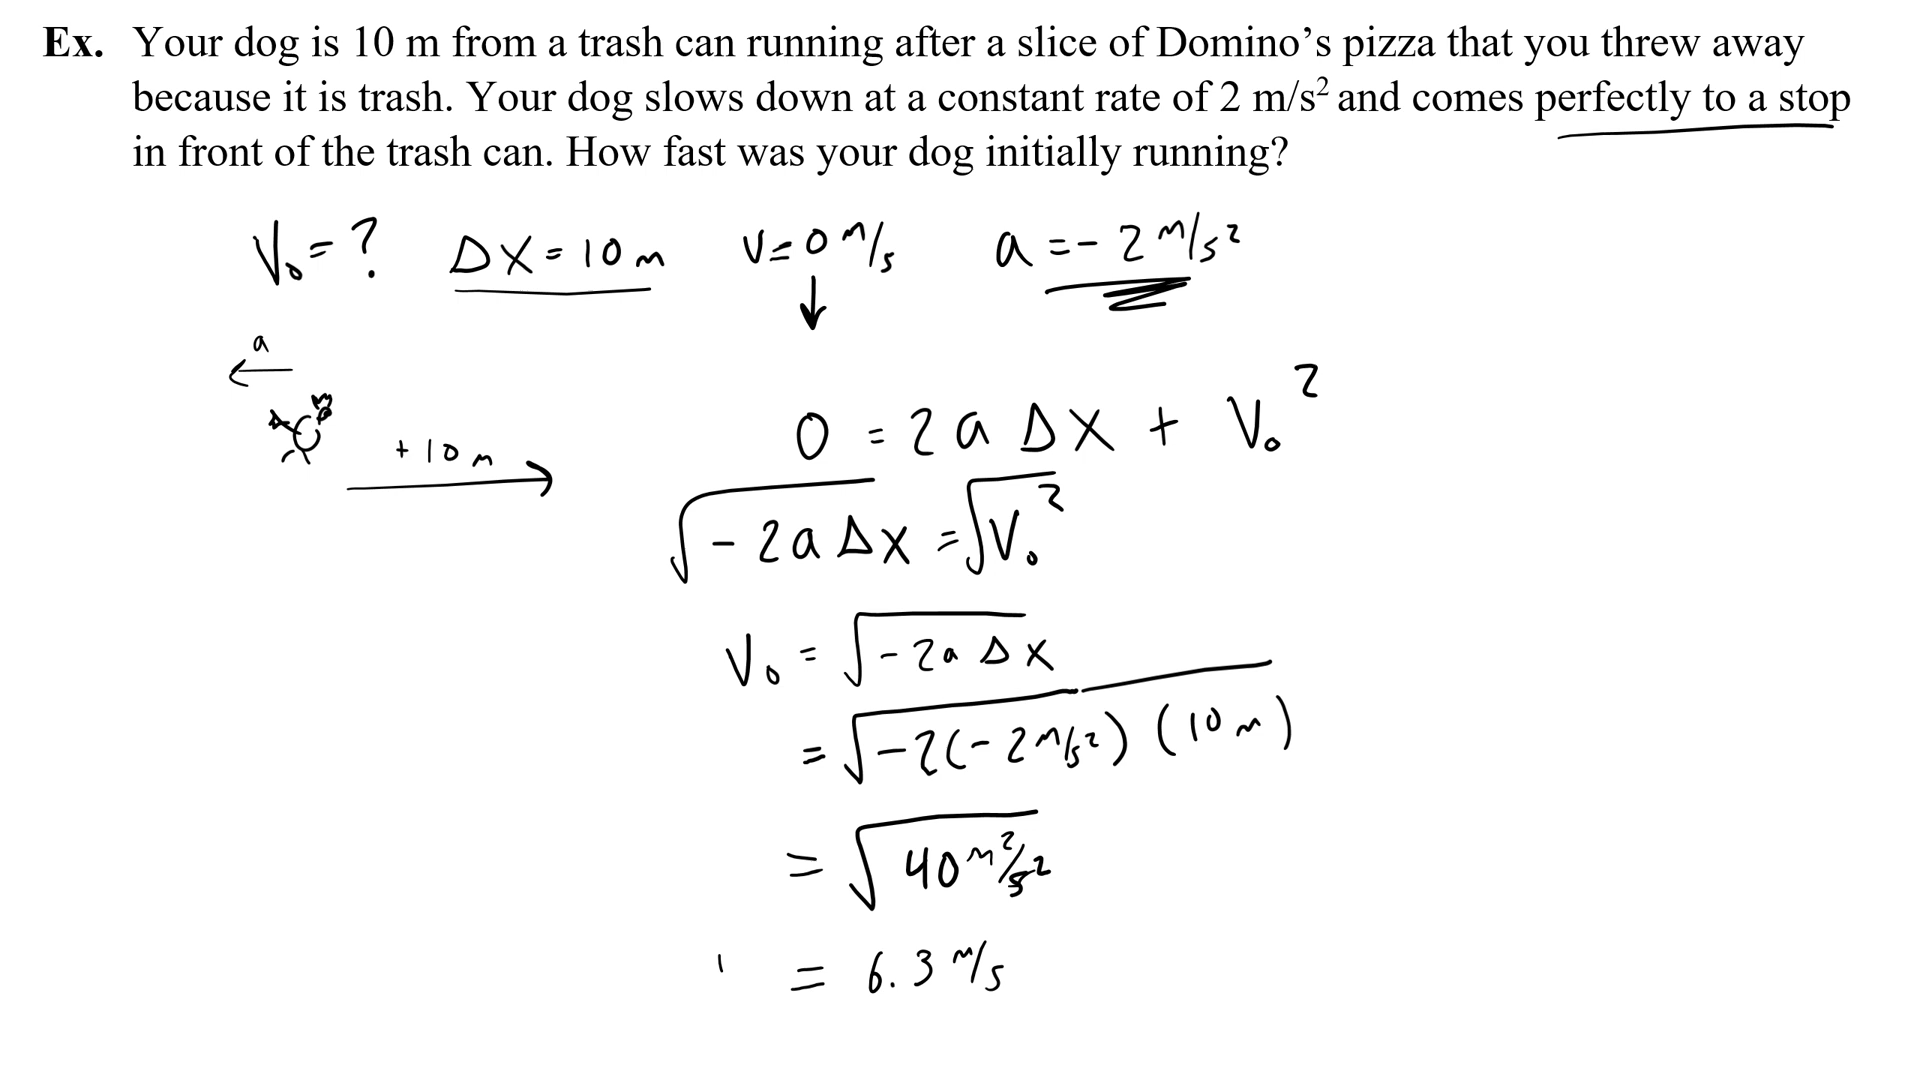 Ex. Your dog is 10 m from a trash can running after a slice of Domino’s pizza that you threw away
because it is trash. Your dog slows down at a constant rate of 2 m/s² and comes perfectly to a stop
in front of the trash can. How fast was your dog initially running?
V₀ = ? ΔX = 10 m V = 0 m/s a = - 2 m/s²
a
+ 10 m
0 = 2 a ΔX + V₀²
√(- 2 a ΔX) = √(V₀²)
V₀ = √(- 2 a ΔX)
= √(-2(-2 m/s²)(10 m))
= √(40 m²/s²)
= 6.3 m/s